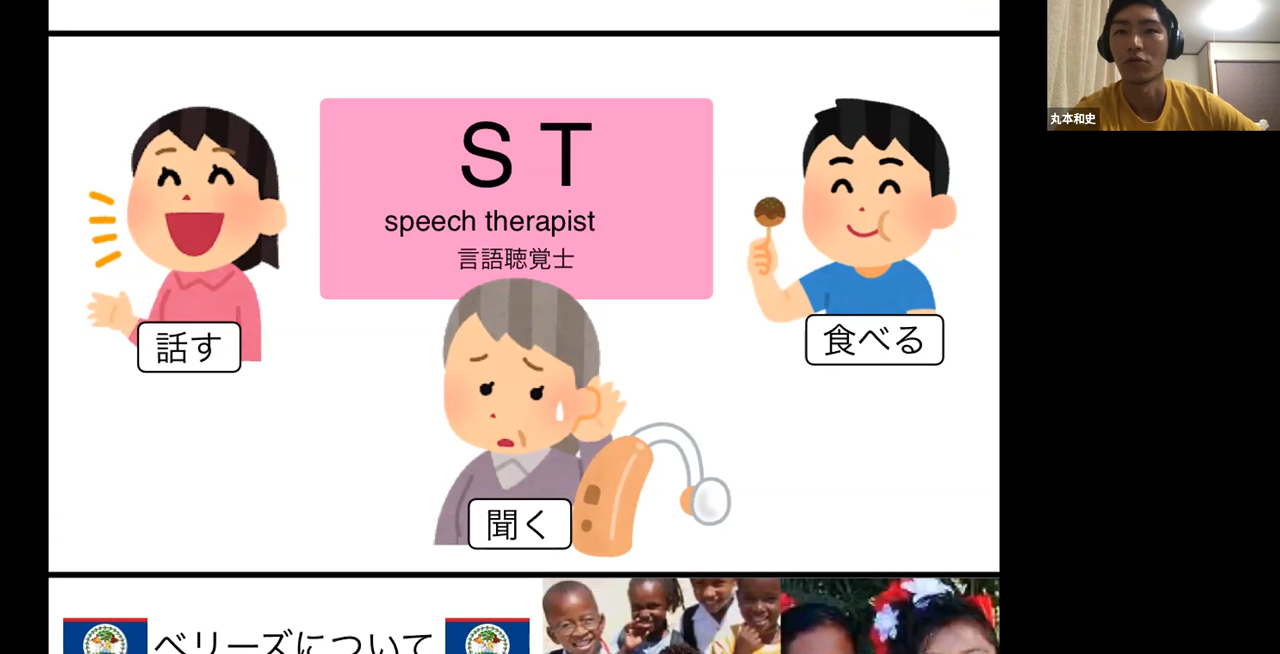 S T
speech therapist
言語聴覚士
話す
食べる
聞く
ベリーズについて
丸本和史